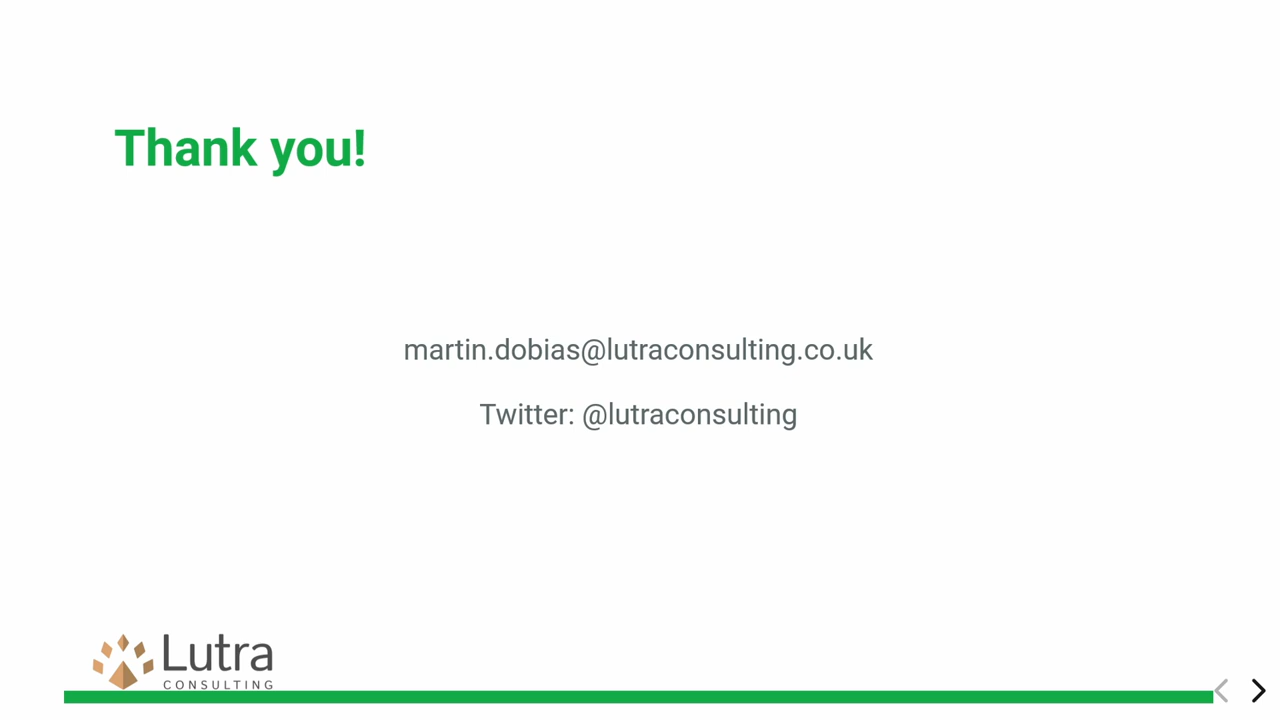 Thank you!
martin.dobias@lutraconsulting.co.uk
Twitter: @lutraconsulting
Lutra
CONSULTING